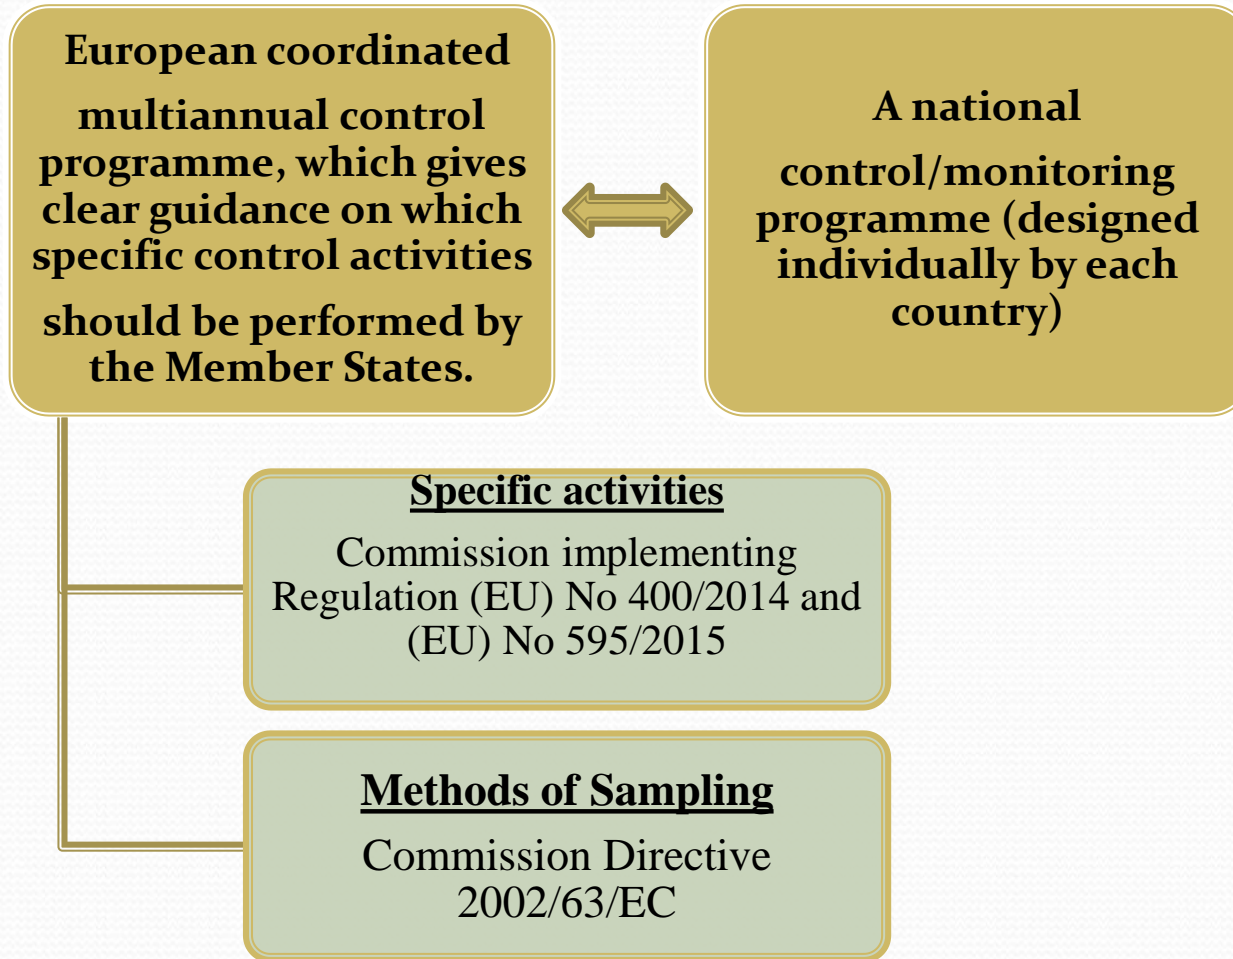 European coordinated
multiannual control
programme, which gives
clear guidance on which
specific control activities
should be performed by
the Member States.
A national
control/monitoring
programme (designed
individually by each
country)
Specific activities
Commission implementing
Regulation (EU) No 400/2014 and
(EU) No 595/2015
Methods of Sampling
Commission Directive
2002/63/EC